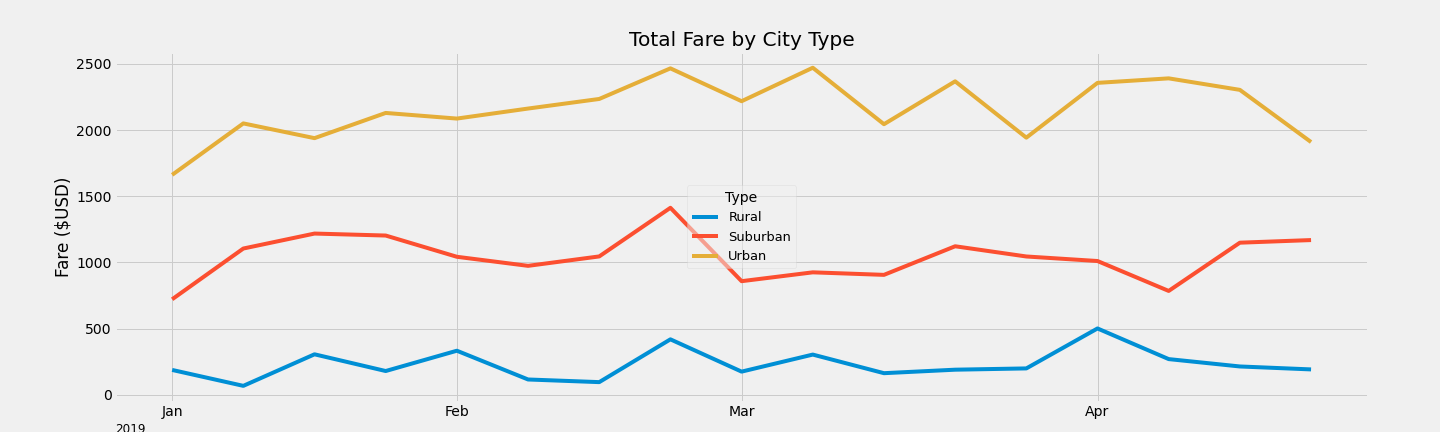 Total Fare by City Type
Fare ($USD)
2500
2000
1500
1000
500
0
Type
Rural
Suburban
Urban
Jan
Feb
Mar
Apr
2019